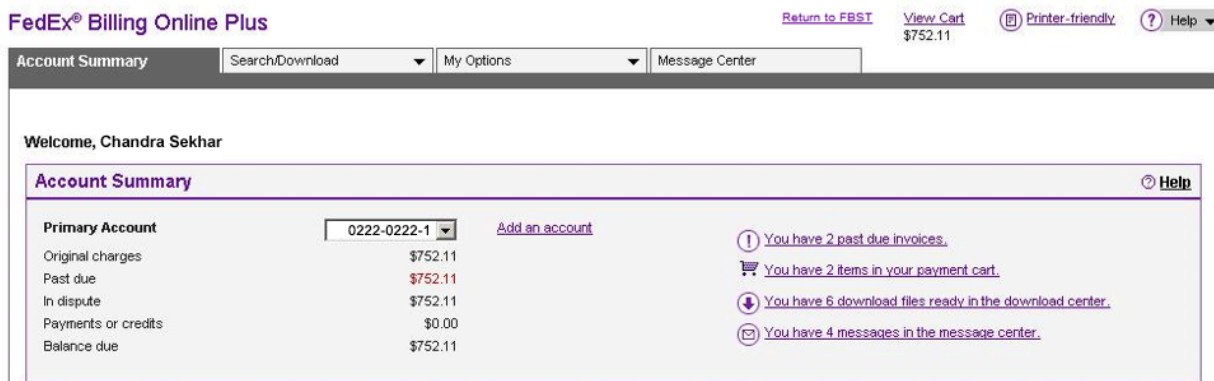 FedEx® Billing Online Plus
Return to FBST View Cart Printer-friendly ? Help
$752.11
Account Summary Search/Download My Options Message Center
Welcome, Chandra Sekhar
Account Summary ? Help
Primary Account 0222-0222-1 Add an account
Original charges $752.11
Past due $752.11
In dispute $752.11
Payments or credits $0.00
Balance due $752.11
! You have 2 past due invoices.
You have 2 items in your payment cart.
You have 6 download files ready in the download center.
You have 4 messages in the message center.